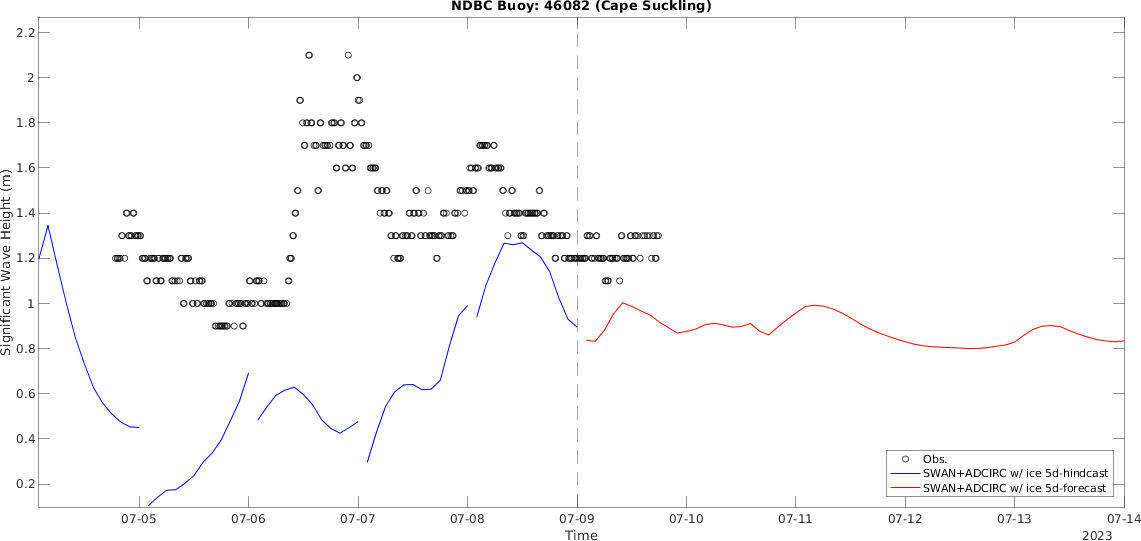 NDBC Buoy: 46082 (Cape Suckling)
Significant Wave Height (m)
2.2
2
1.8
1.6
1.4
1.2
1
0.8
0.6
0.4
0.2
Obs.
SWAN+ADCIRC w/ ice 5d-hindcast
SWAN+ADCIRC w/ ice 5d-forecast
07-05 07-06 07-07 07-08 07-09 07-10 07-11 07-12 07-13 07-14
Time
2023